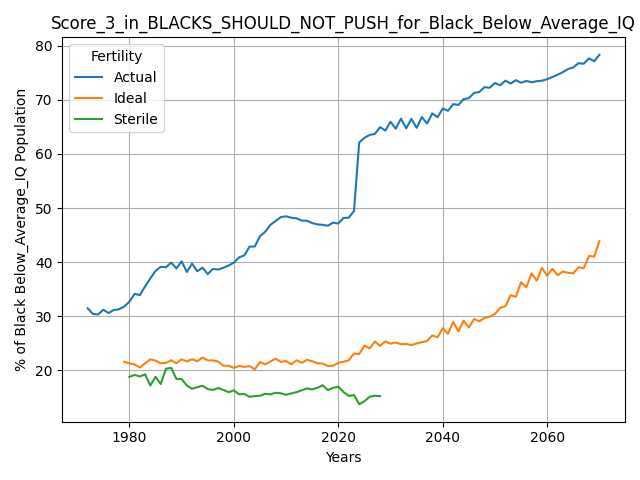 Score_3_in_BLACKS_SHOULD_NOT_PUSH_for_Black_Below_Average_IQ
Fertility
Actual
Ideal
Sterile
% of Black Below_Average_IQ Population
80
70
60
50
40
30
20
1980
2000
2020
2040
2060
Years